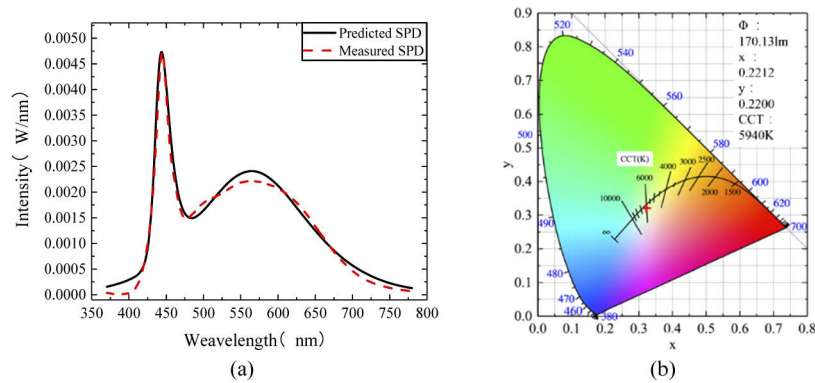 (a)
0.0050
0.0045
0.0040
0.0035
0.0030
0.0025
0.0020
0.0015
0.0010
0.0005
0.0000
Intensity( W/nm)
Predicted SPD
Measured SPD
350 400 450 500 550 600 650 700 750 800
Weavelength( nm)
(a)
(b)
0.9
0.8
0.7
0.6
0.5
0.4
0.3
0.2
0.1
0.0
y
520
540
560
580
600
620
700
500
490
480
470
460
380
Φ :
170.13lm
x :
0.2212
y :
0.2200
CCT :
5940K
CCT(K)
∞
10000
6000
4000
3000
2500
2000
1500
0.0 0.1 0.2 0.3 0.4 0.5 0.6 0.7 0.8
x
(b)